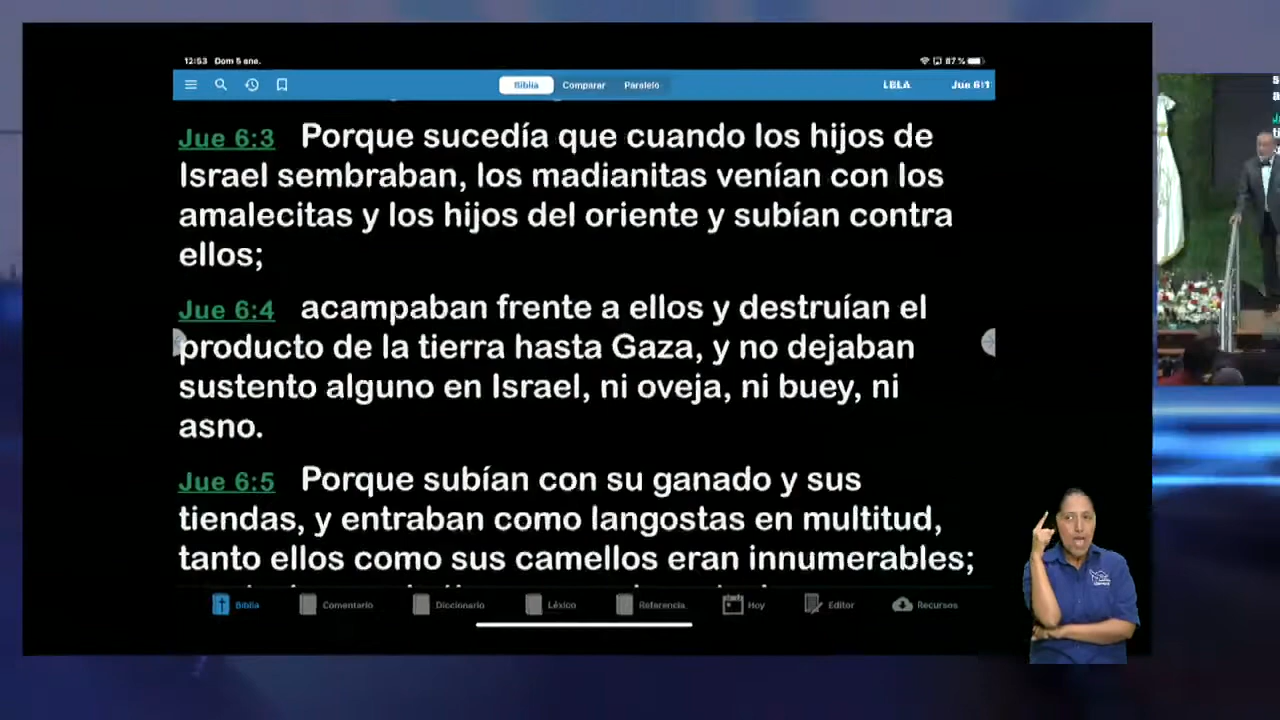 12:53 Dom 5 ene.
87 %
Biblia Comparar Paralelo LBLA Jue 6:1
Jue 6:3 Porque sucedía que cuando los hijos de
Israel sembraban, los madianitas venían con los
amalecitas y los hijos del oriente y subían contra
ellos;
Jue 6:4 acampaban frente a ellos y destruían el
producto de la tierra hasta Gaza, y no dejaban
sustento alguno en Israel, ni oveja, ni buey, ni
asno.
Jue 6:5 Porque subían con su ganado y sus
tiendas, y entraban como langostas en multitud,
tanto ellos como sus camellos eran innumerables;
Biblia Comentario Diccionario Léxico Referencia Hoy Editor Recursos